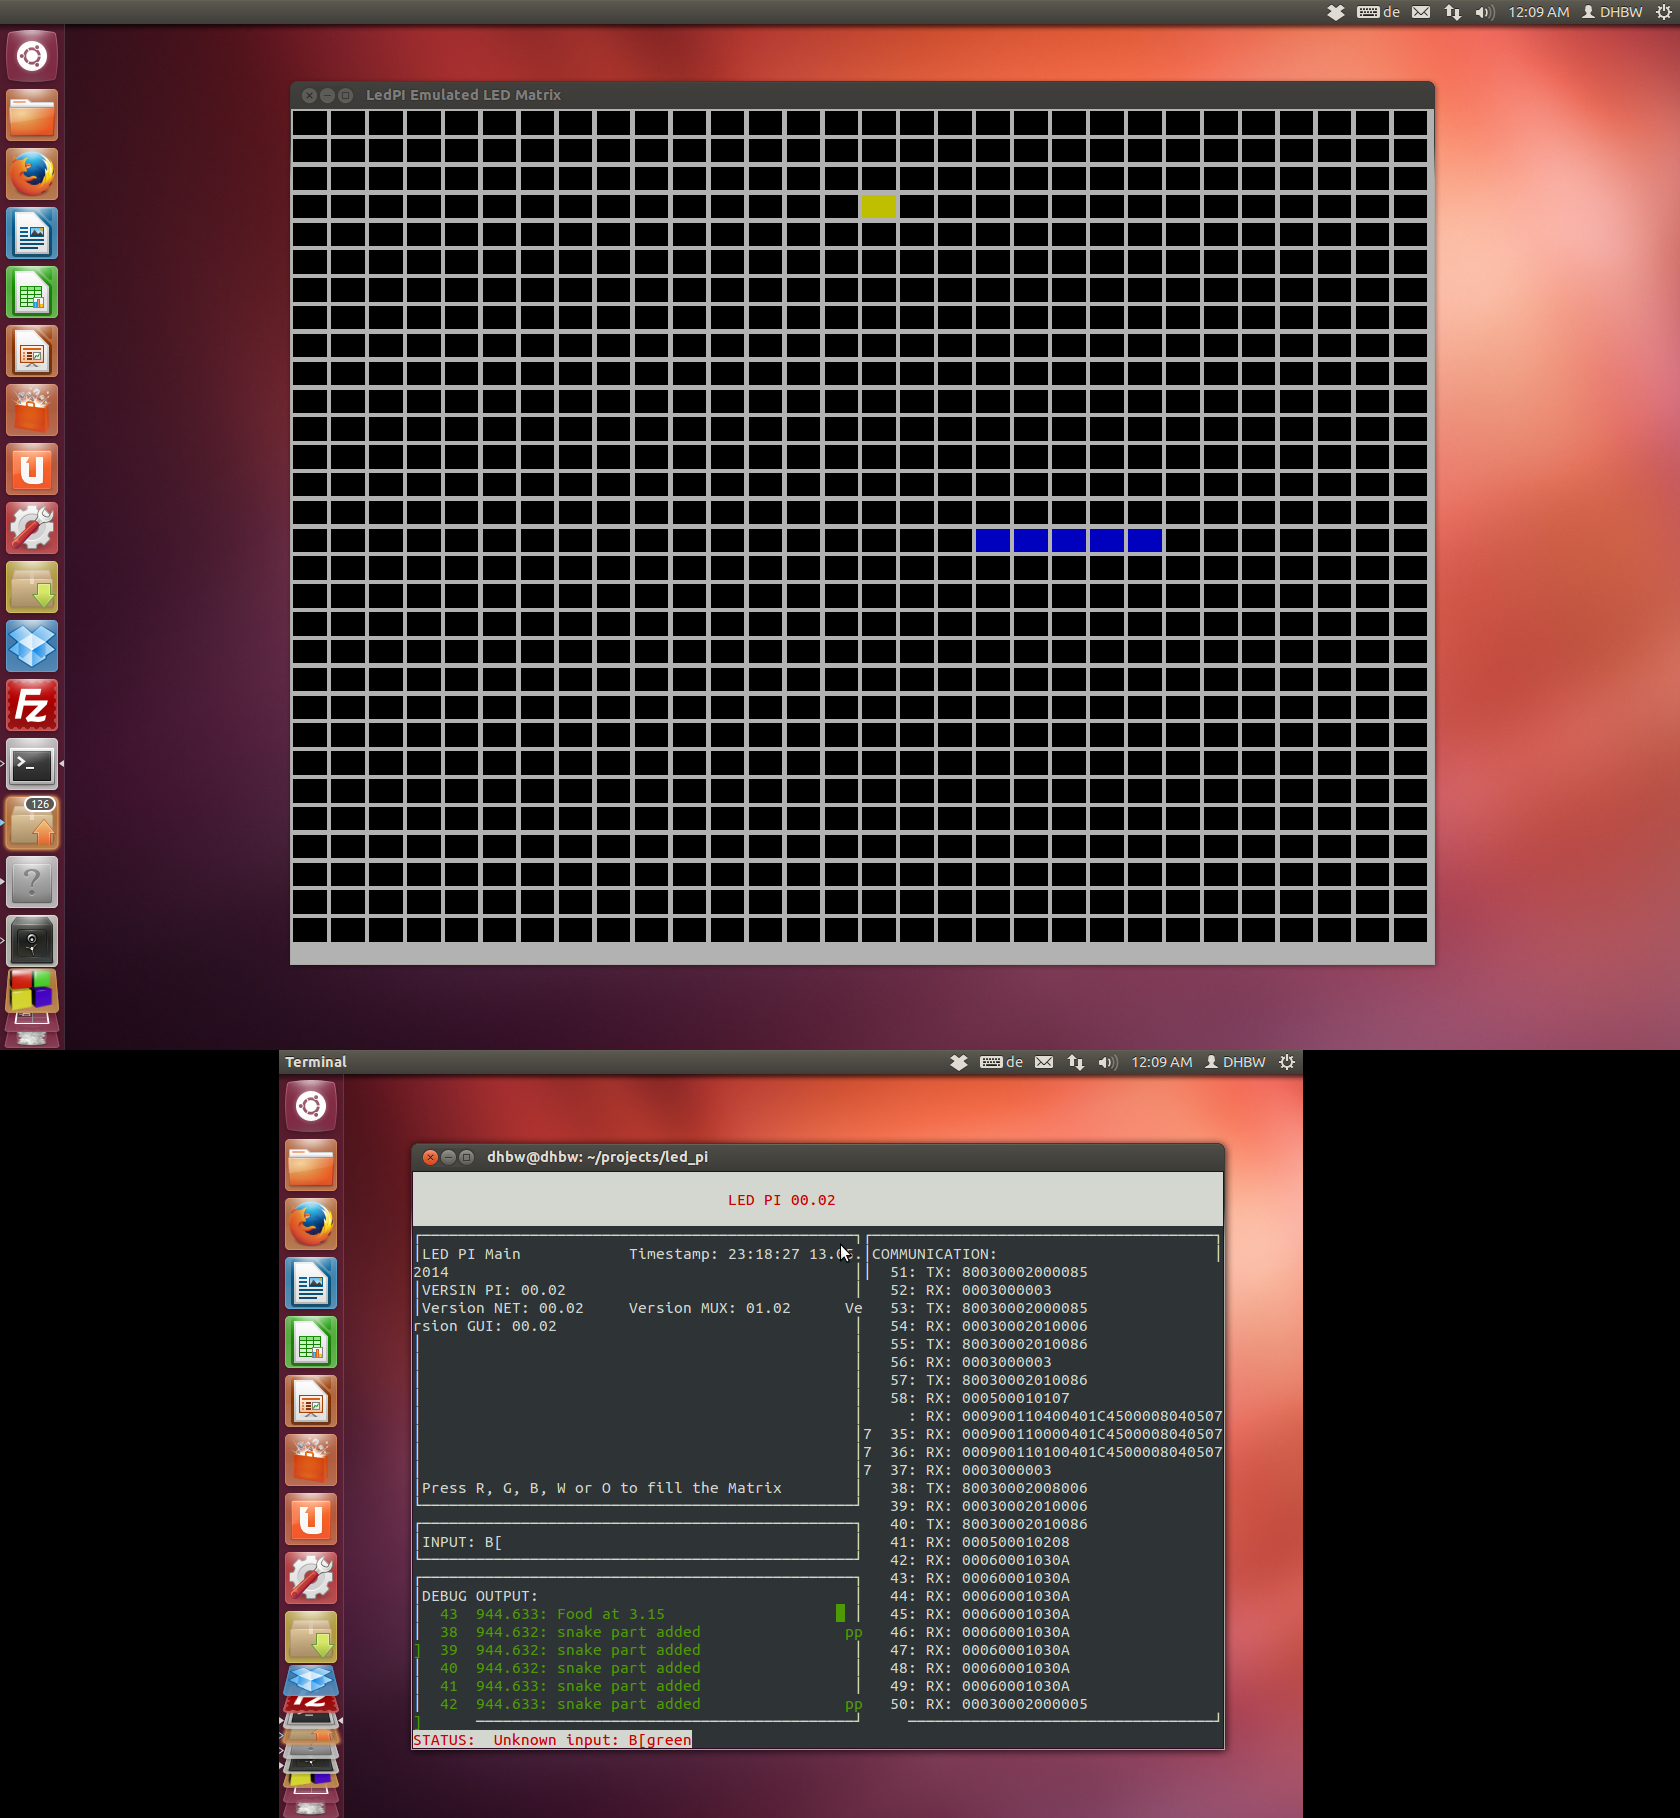 de 12:09 AM DHBW
LedPI Emulated LED Matrix
126
Terminal de 12:09 AM DHBW
dhbw@dhbw: ~/projects/led_pi
LED PI 00.02
LED PI Main Timestamp: 23:18:27 13.
2014
VERSIN PI: 00.02
Version NET: 00.02 Version MUX: 01.02 Ve
rsion GUI: 00.02
Press R, G, B, W or O to fill the Matrix
INPUT: B[
DEBUG OUTPUT:
43 944.633: Food at 3.15
38 944.632: snake part added pp
] 39 944.632: snake part added
40 944.632: snake part added
41 944.633: snake part added
42 944.633: snake part added pp
]
STATUS: Unknown input: B[green
COMMUNICATION:
51: TX: 80030002000085
52: RX: 0003000003
53: TX: 80030002000085
54: RX: 00030002010006
55: TX: 80030002010086
56: RX: 0003000003
57: TX: 80030002010086
58: RX: 000500010107
: RX: 000900110400401C4500008040507
7 35: RX: 000900110000401C4500008040507
7 36: RX: 000900110100401C4500008040507
7 37: RX: 0003000003
38: TX: 80030002008006
39: RX: 00030002010006
40: TX: 80030002010086
41: RX: 000500010208
42: RX: 00060001030A
43: RX: 00060001030A
44: RX: 00060001030A
45: RX: 00060001030A
46: RX: 00060001030A
47: RX: 00060001030A
48: RX: 00060001030A
49: RX: 00060001030A
50: RX: 00030002000005